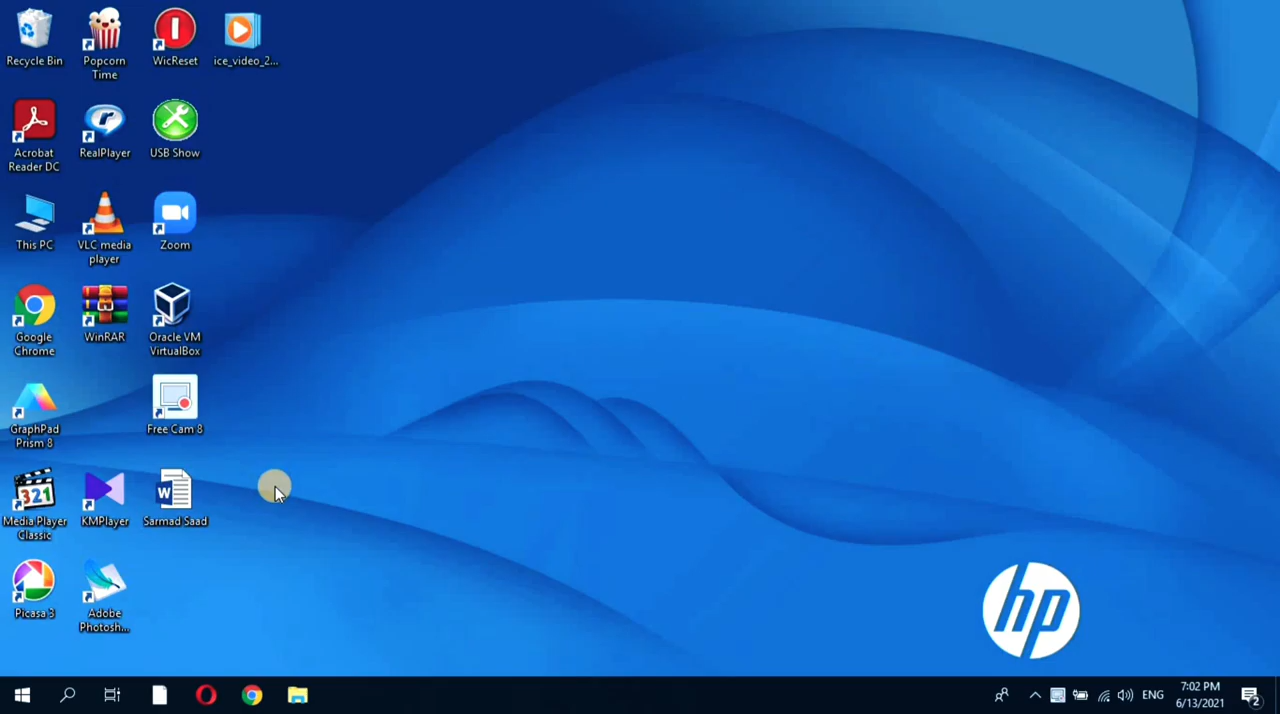 Recycle Bin
Popcorn
Time
WicReset
ice_video_2...
Acrobat
Reader DC
RealPlayer
USB Show
This PC
VLC media
player
Zoom
Google
Chrome
WinRAR
Oracle VM
VirtualBox
GraphPad
Prism 8
Free Cam 8
321
Media Player
Classic
KMPlayer
W
Sarmad Saad
Picasa 3
Adobe
Photosh...
hp
ENG
7:02 PM
6/13/2021
2